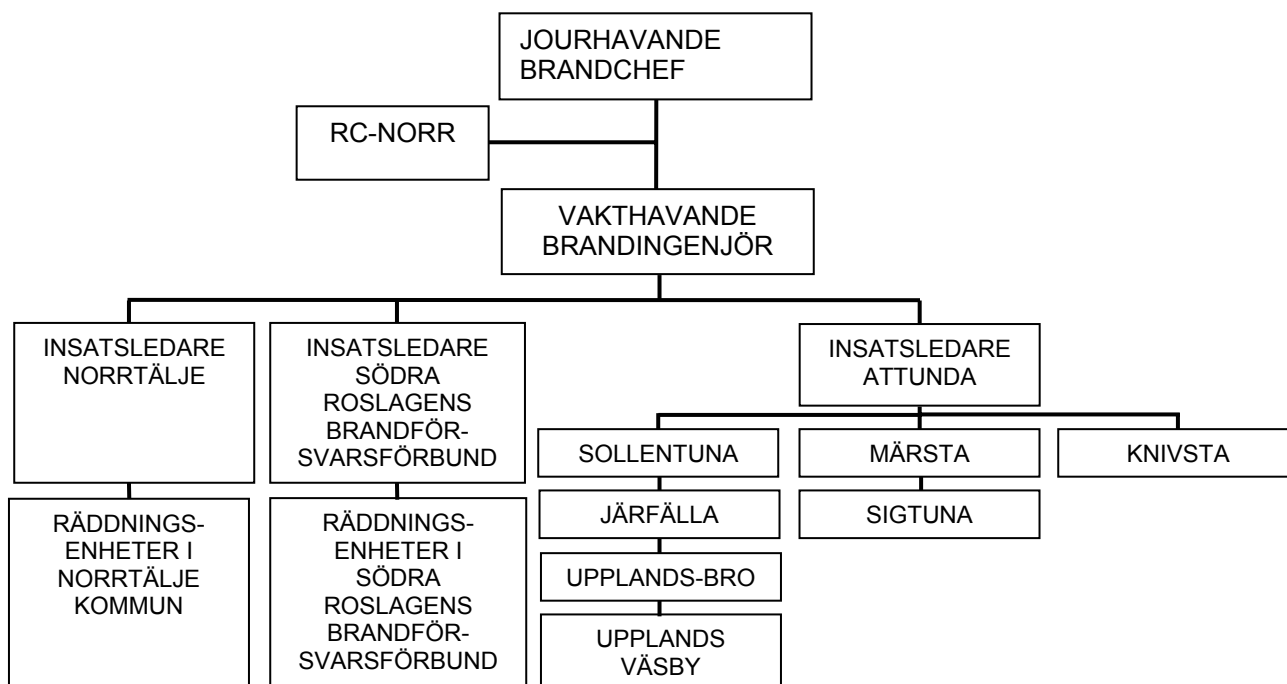 JOURHAVANDE
BRANDCHEF
RC-NORR
VAKTHAVANDE
BRANDINGENJÖR
INSATSLEDARE
NORRTÄLJE
INSATSLEDARE
SÖDRA
ROSLAGENS
BRANDFÖR-
SVARSFÖRBUND
INSATSLEDARE
ATTUNDA
SOLLENTUNA
MÄRSTA
KNIVSTA
RÄDDNINGS-
ENHETER I
NORRTÄLJE
KOMMUN
RÄDDNINGS-
ENHETER I
SÖDRA
ROSLAGENS
BRANDFÖR-
SVARSFÖRBUND
JÄRFÄLLA
SIGTUNA
UPPLANDS-BRO
UPPLANDS
VÄSBY